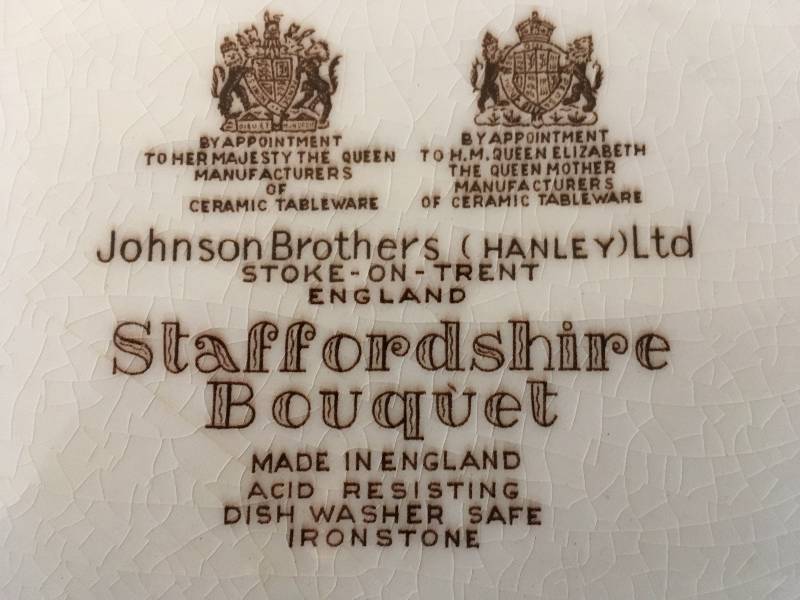 BY APPOINTMENT
TO HER MAJESTY THE QUEEN
MANUFACTURERS
OF
CERAMIC TABLEWARE
BY APPOINTMENT
TO H.M. QUEEN ELIZABETH
THE QUEEN MOTHER
MANUFACTURERS
OF CERAMIC TABLEWARE
Johnson Brothers (HANLEY) Ltd
STOKE-ON-TRENT
ENGLAND
Staffordshire
Bouqùet
MADE IN ENGLAND
ACID RESISTING
DISH WASHER SAFE
IRONSTONE